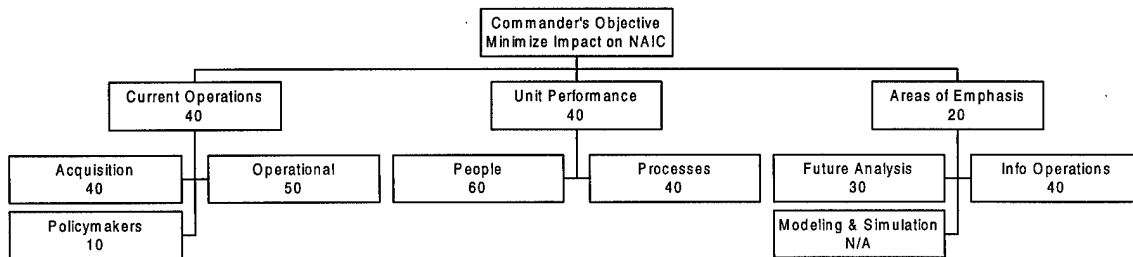 Commander's Objective
Minimize Impact on NAIC
Current Operations
40
Unit Performance
40
Areas of Emphasis
20
Acquisition
40
Operational
50
People
60
Processes
40
Future Analysis
30
Info Operations
40
Policymakers
10
Modeling & Simulation
N/A